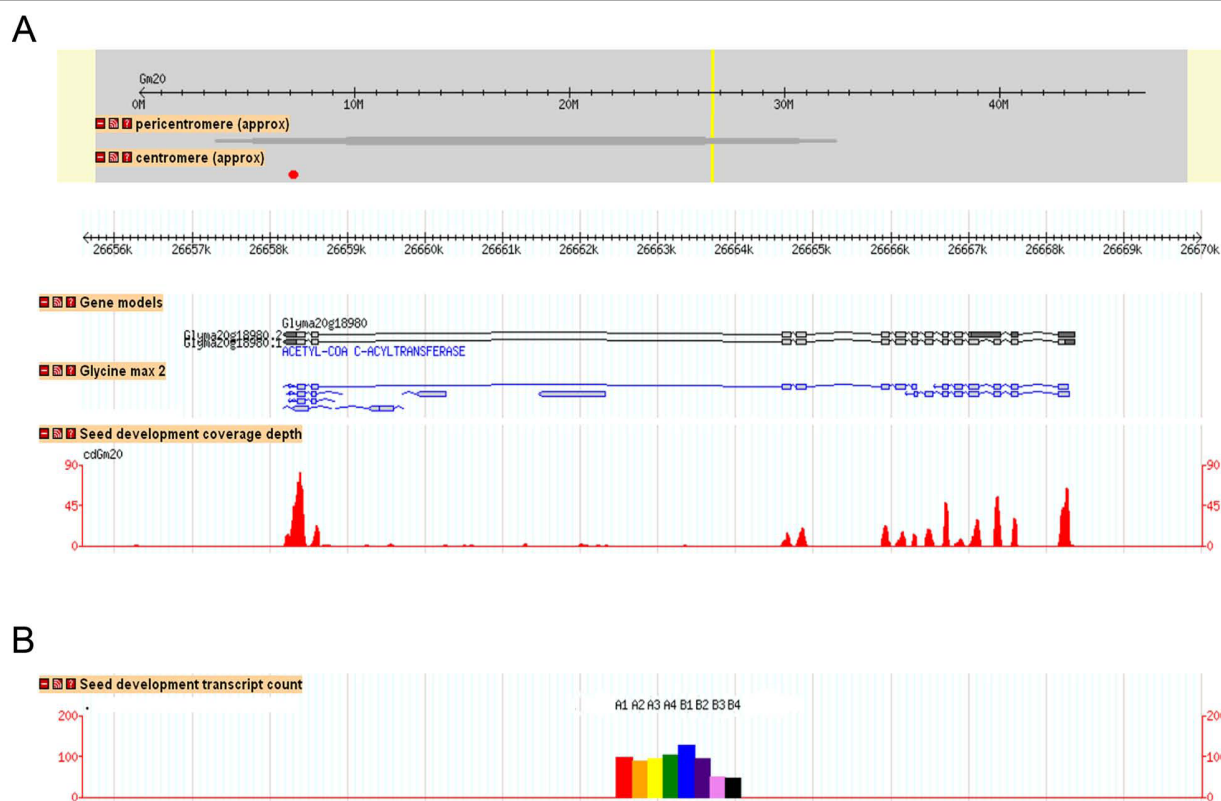 A
Gm20
0M 10M 20M 30M 40M
pericentromere (approx)
centromere (approx)
26656k 26657k 26658k 26659k 26660k 26661k 26662k 26663k 26664k 26665k 26666k 26667k 26668k 26669k 26670k
Gene models
Glyma20g18980
Glyma20g18980.2
Glyma20g18980.1
ACETYL-COA C-ACYLTRANSFERASE
Glycine max 2
Seed development coverage depth
cdGm20
90 90
45 45
0 0
B
Seed development transcript count
A1 A2 A3 A4 B1 B2 B3 B4
200 200
100 100
0 0